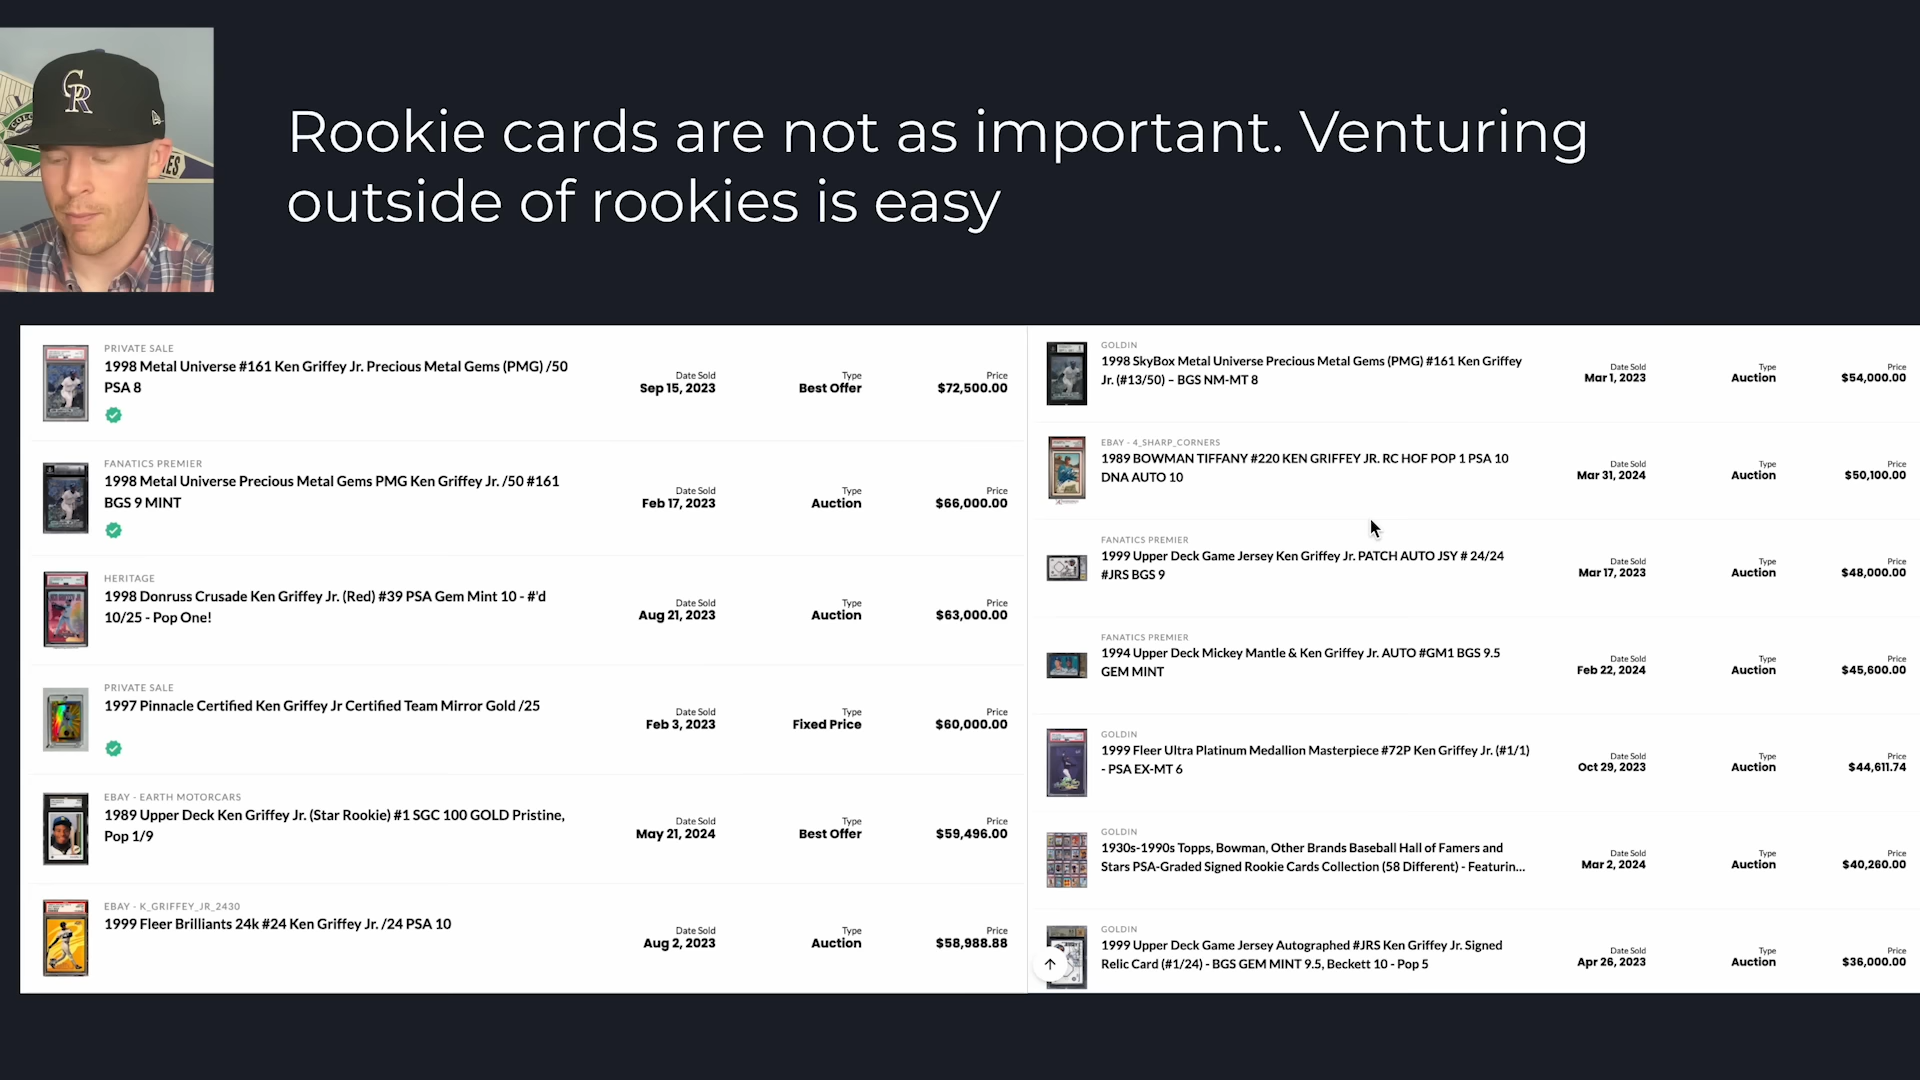 Rookie cards are not as important. Venturing
outside of rookies is easy
CR
PRIVATE SALE
1998 Metal Universe #161 Ken Griffey Jr. Precious Metal Gems (PMG) /50
PSA 8
Date Sold
Sep 15, 2023
Type
Best Offer
Price
$72,500.00
FANATICS PREMIER
1998 Metal Universe Precious Metal Gems PMG Ken Griffey Jr. /50 #161
BGS 9 MINT
Date Sold
Feb 17, 2023
Type
Auction
Price
$66,000.00
HERITAGE
1998 Donruss Crusade Ken Griffey Jr. (Red) #39 PSA Gem Mint 10 - #'d
10/25 - Pop One!
Date Sold
Aug 21, 2023
Type
Auction
Price
$63,000.00
PRIVATE SALE
1997 Pinnacle Certified Ken Griffey Jr Certified Team Mirror Gold /25
Date Sold
Feb 3, 2023
Type
Fixed Price
Price
$60,000.00
EBAY - EARTH MOTORCARS
1989 Upper Deck Ken Griffey Jr. (Star Rookie) #1 SGC 100 GOLD Pristine,
Pop 1/9
Date Sold
May 21, 2024
Type
Best Offer
Price
$59,496.00
EBAY - K_GRIFFEY_JR_2430
1999 Fleer Brilliants 24k #24 Ken Griffey Jr. /24 PSA 10
Date Sold
Aug 2, 2023
Type
Auction
Price
$58,988.88
GOLDIN
1998 SkyBox Metal Universe Precious Metal Gems (PMG) #161 Ken Griffey
Jr. (#13/50) – BGS NM-MT 8
Date Sold
Mar 1, 2023
Type
Auction
Price
$54,000.00
EBAY - 4_SHARP_CORNERS
1989 BOWMAN TIFFANY #220 KEN GRIFFEY JR. RC HOF POP 1 PSA 10
DNA AUTO 10
Date Sold
Mar 31, 2024
Type
Auction
Price
$50,100.00
FANATICS PREMIER
1999 Upper Deck Game Jersey Ken Griffey Jr. PATCH AUTO JSY # 24/24
#JRS BGS 9
Date Sold
Mar 17, 2023
Type
Auction
Price
$48,000.00
FANATICS PREMIER
1994 Upper Deck Mickey Mantle & Ken Griffey Jr. AUTO #GM1 BGS 9.5
GEM MINT
Date Sold
Feb 22, 2024
Type
Auction
Price
$45,600.00
GOLDIN
1999 Fleer Ultra Platinum Medallion Masterpiece #72P Ken Griffey Jr. (#1/1)
- PSA EX-MT 6
Date Sold
Oct 29, 2023
Type
Auction
Price
$44,611.74
GOLDIN
1930s-1990s Topps, Bowman, Other Brands Baseball Hall of Famers and
Stars PSA-Graded Signed Rookie Cards Collection (58 Different) - Featurin...
Date Sold
Mar 2, 2024
Type
Auction
Price
$40,260.00
GOLDIN
1999 Upper Deck Game Jersey Autographed #JRS Ken Griffey Jr. Signed
Relic Card (#1/24) - BGS GEM MINT 9.5, Beckett 10 - Pop 5
Date Sold
Apr 26, 2023
Type
Auction
Price
$36,000.00